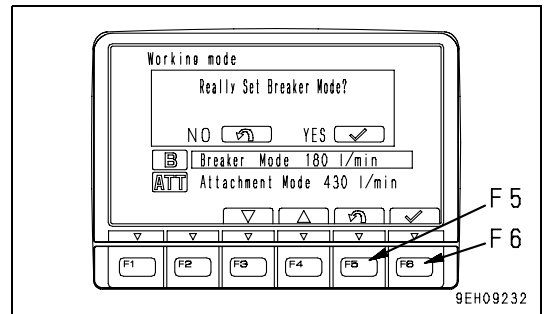 Working mode
Really Set Breaker Mode?
NO YES
B Breaker Mode 180 l/min
ATT Attachment Mode 430 l/min
F5
F6
F1 F2 F3 F4 F5 F6
9EH09232